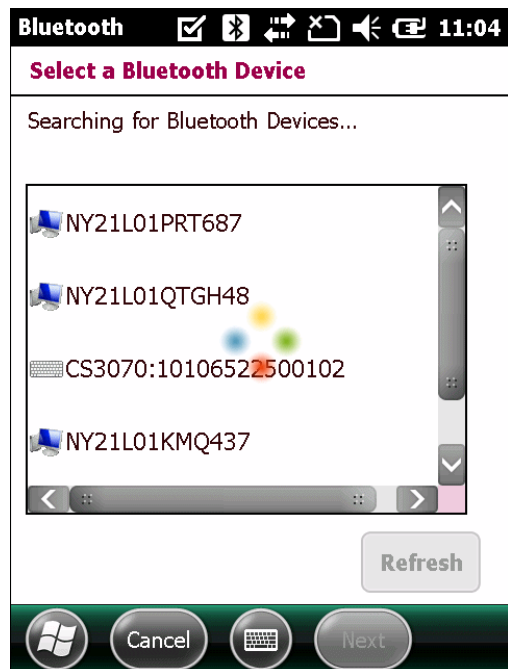 Bluetooth 11:04
Select a Bluetooth Device
Searching for Bluetooth Devices...
NY21L01PRT687
NY21L01QTGH48
CS3070:10106522500102
NY21L01KMQ437
Refresh
Cancel Next